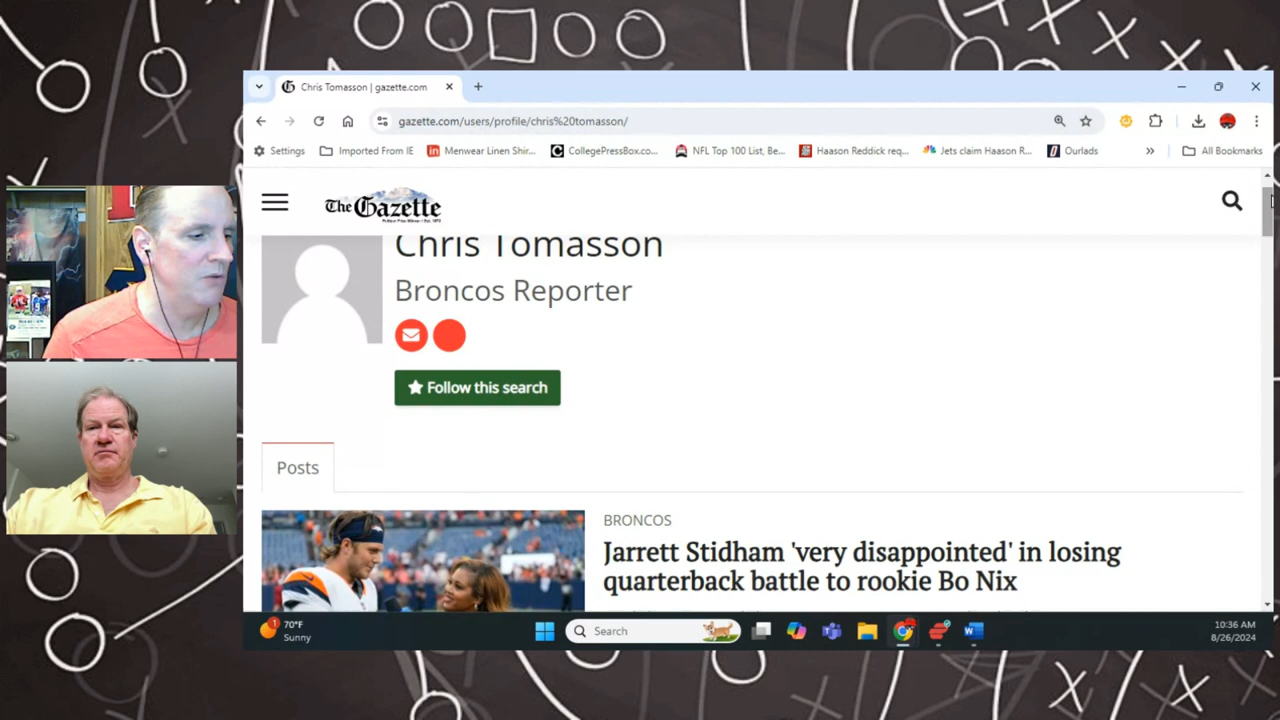 Chris Tomasson | gazette.com
gazette.com/users/profile/chris%20tomasson/
Settings
Imported From IE
Menwear Linen Shir...
CollegePressBox.co...
NFL Top 100 List, Be...
Haason Reddick req...
Jets claim Haason R...
Ourlads
All Bookmarks
The Gazette
Chris Tomasson
Broncos Reporter
Follow this search
Posts
BRONCOS
Jarrett Stidham 'very disappointed' in losing
quarterback battle to rookie Bo Nix
1
70°F
Sunny
Search
10:36 AM
8/26/2024